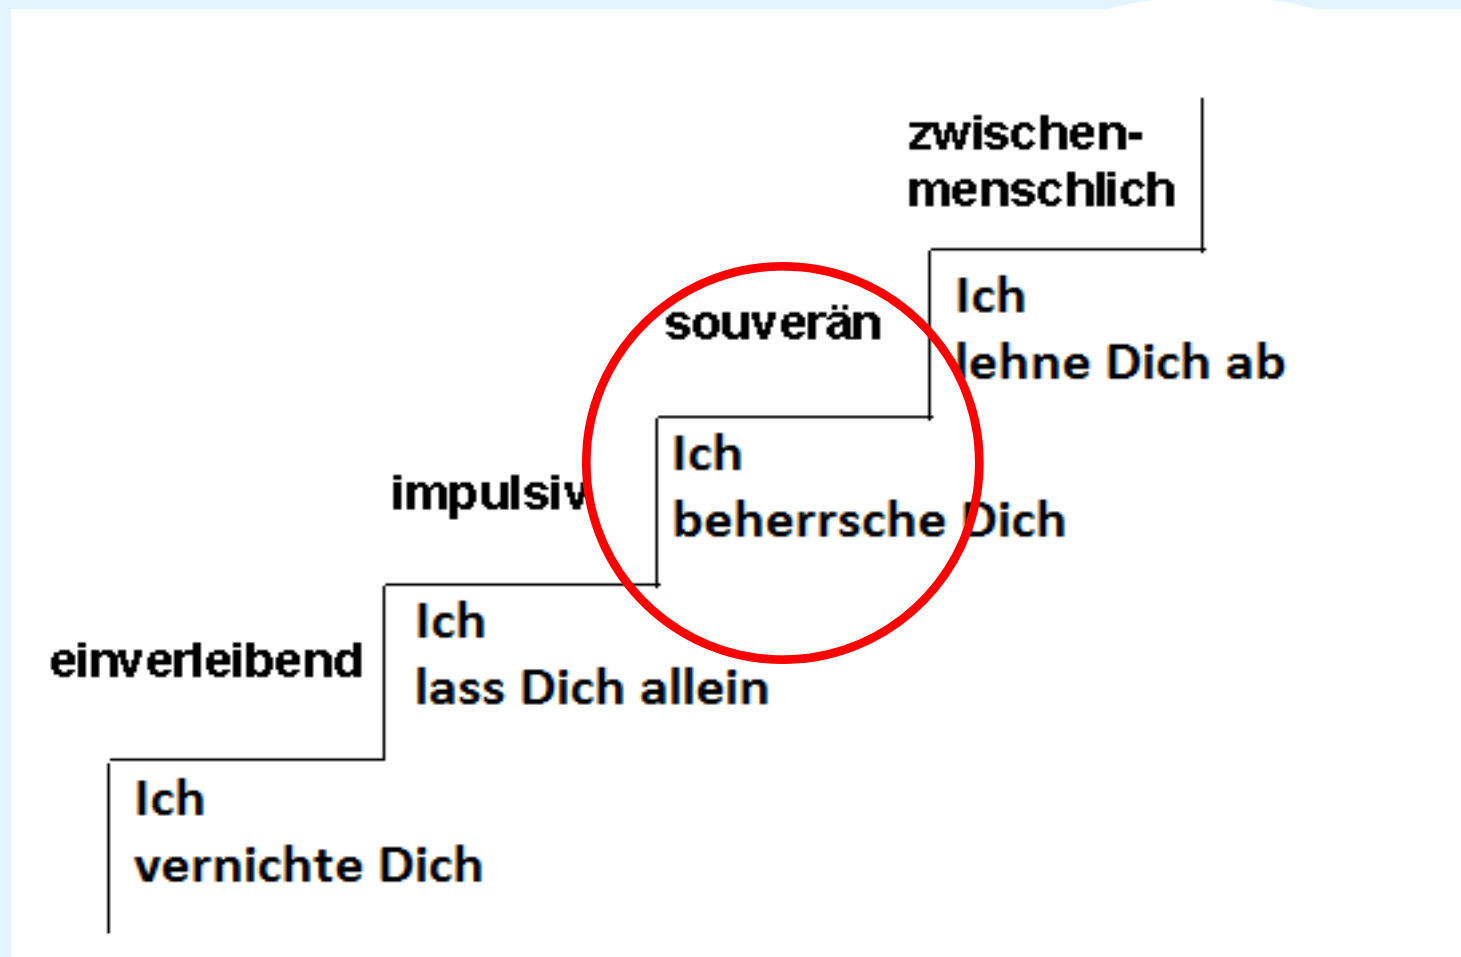 zwischen-
menschlich
Ich
lehne Dich ab
souverän
Ich
beherrsche Dich
impulsiv
Ich
lass Dich allein
einverleibend
Ich
vernichte Dich